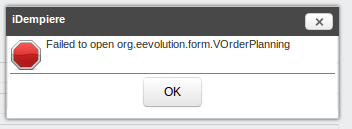 iDempiere
Failed to open org.eevolution.form.VOrderPlanning
OK